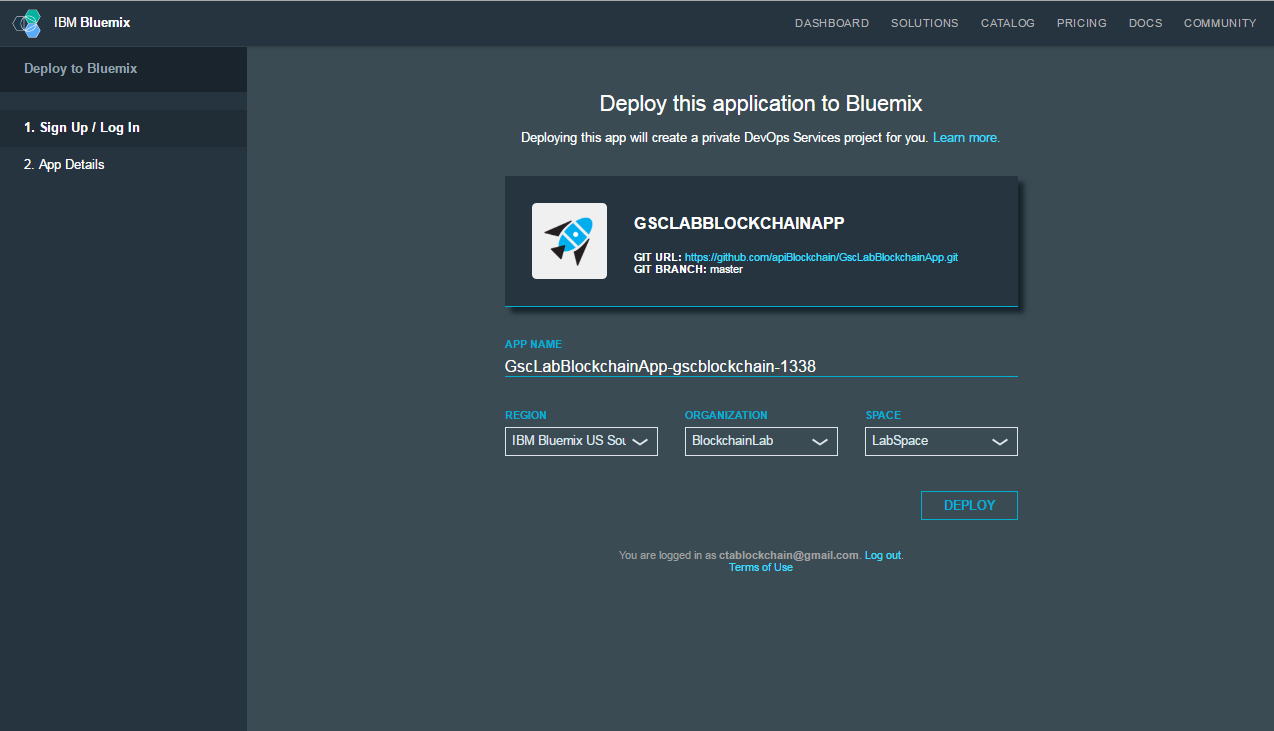 IBM Bluemix
DASHBOARD SOLUTIONS CATALOG PRICING DOCS COMMUNITY
Deploy to Bluemix
1. Sign Up / Log In
2. App Details
Deploy this application to Bluemix
Deploying this app will create a private DevOps Services project for you. Learn more.
GSCLABBLOCKCHAINAPP
GIT URL: https://github.com/apiBlockchain/GscLabBlockchainApp.git
GIT BRANCH: master
APP NAME
GscLabBlockchainApp-gscblockchain-1338
REGION ORGANIZATION SPACE
IBM Bluemix US Sou BlockchainLab LabSpace
DEPLOY
You are logged in as ctablockchain@gmail.com. Log out.
Terms of Use